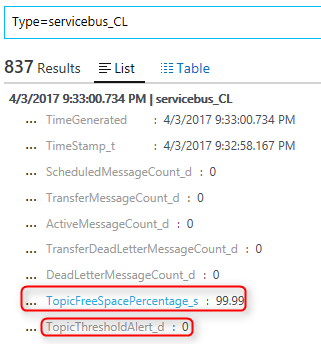 Type=servicebus_CL
837 Results List Table
4/3/2017 9:33:00.734 PM | servicebus_CL
... TimeGenerated : 4/3/2017 9:33:00.734 PM
... TimeStamp_t : 4/3/2017 9:32:58.167 PM
... ScheduledMessageCount_d : 0
... TransferMessageCount_d : 0
... ActiveMessageCount_d : 0
... TransferDeadLetterMessageCount_d : 0
... DeadLetterMessageCount_d : 0
... TopicFreeSpacePercentage_s : 99.99
... TopicThresholdAlert_d : 0